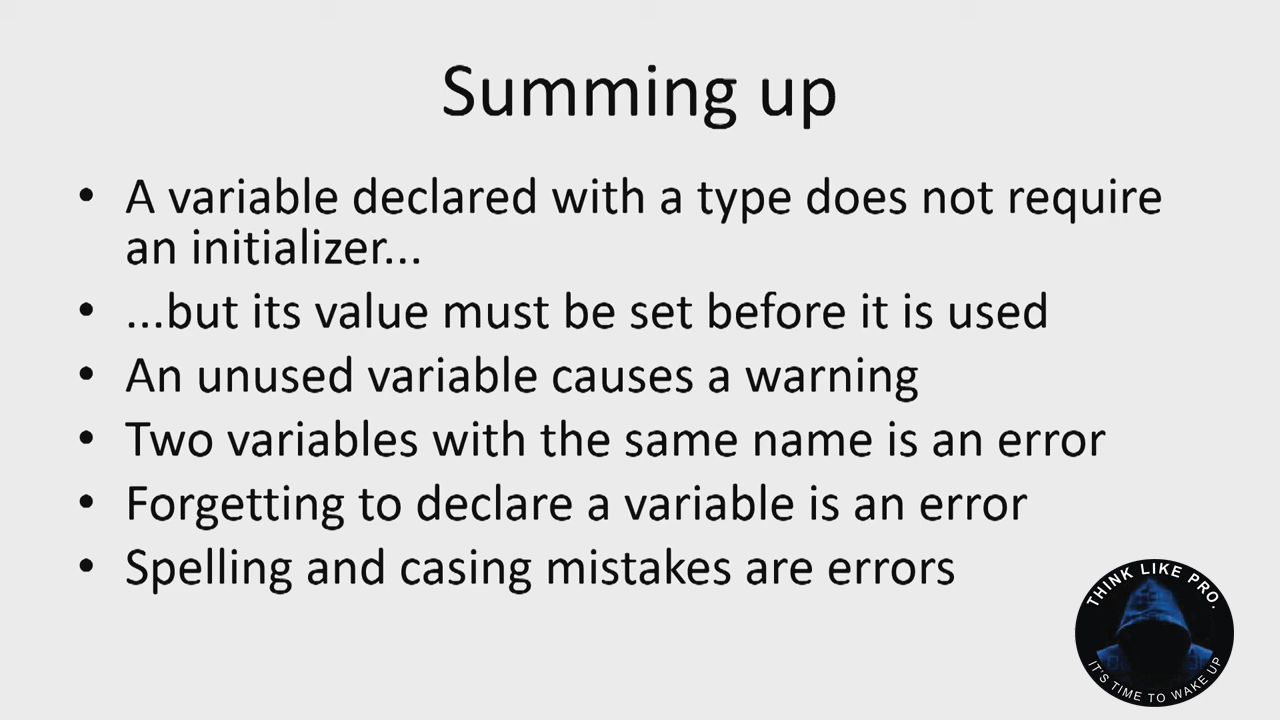 Summing up
• A variable declared with a type does not require
an initializer...
• ...but its value must be set before it is used
• An unused variable causes a warning
• Two variables with the same name is an error
• Forgetting to declare a variable is an error
• Spelling and casing mistakes are errors
THINK LIKE PRO.
IT'S TIME TO WAKE UP